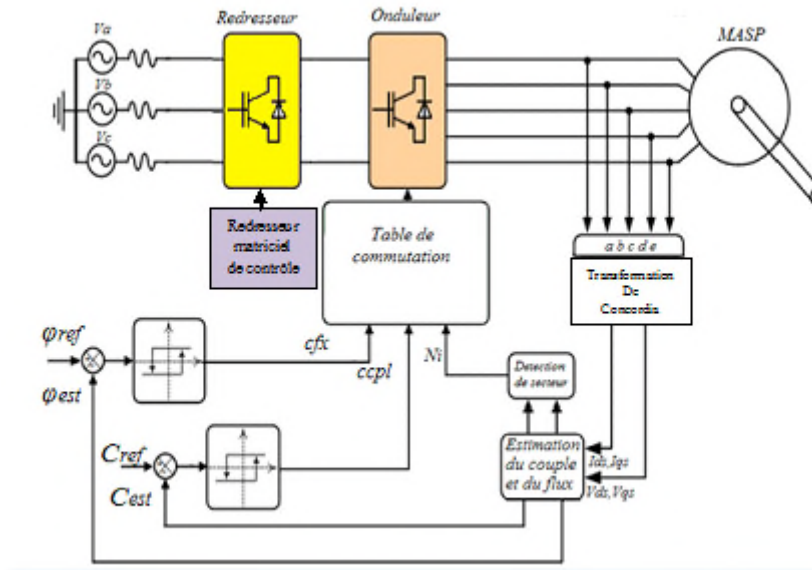 Redresseur
Onduleur
MASP
Va
Vb
Vc
Redresseur
matriciel
de contrôle
Table de
commutation
a b c d e
Transformation
De
Concordia
φref
φest
cfx
ccpl
Ni
Detection
de secteur
Cref
Cest
Estimation
du couple
et du flux
Ids,Iqs
Vds,Vqs